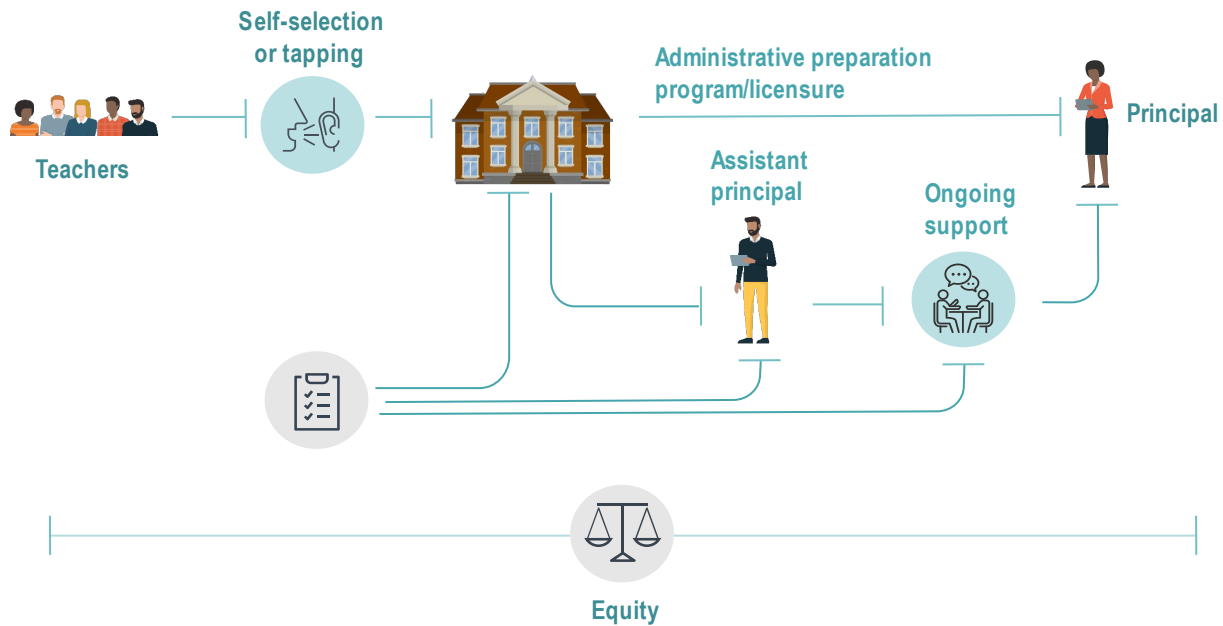 Self-selection
or tapping
Administrative preparation
program/licensure
Principal
Teachers
Assistant
principal
Ongoing
support
Equity